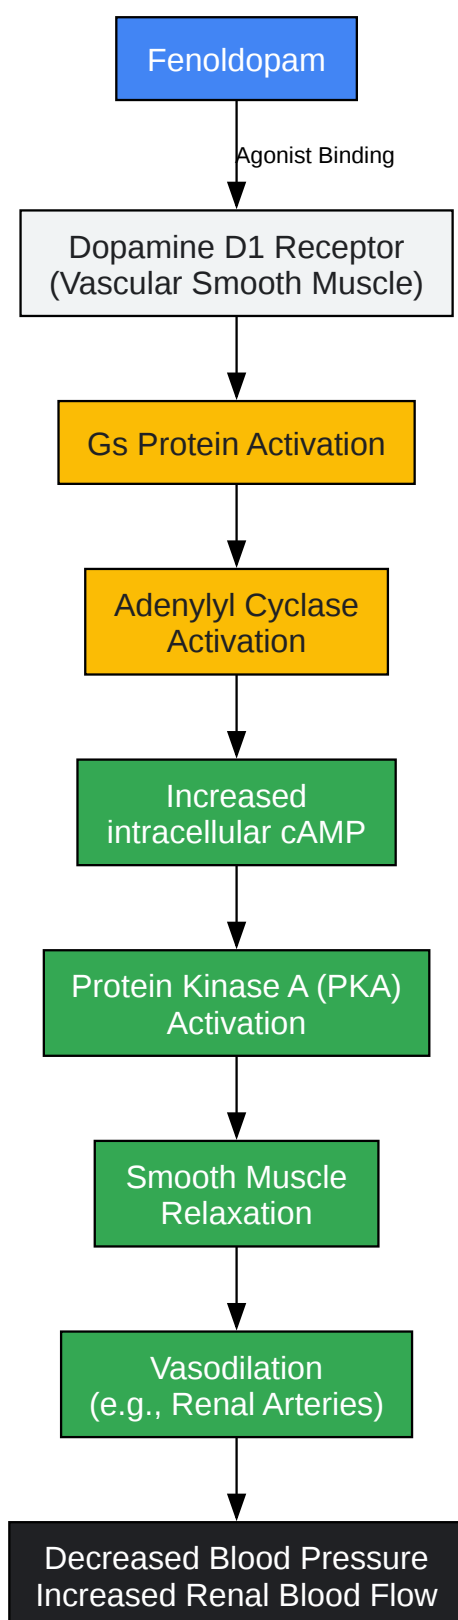 Fenoldopam
Agonist Binding
Dopamine D1 Receptor
(Vascular Smooth Muscle)
Gs Protein Activation
Adenylyl Cyclase
Activation
Increased
intracellular cAMP
Protein Kinase A (PKA)
Activation
Smooth Muscle
Relaxation
Vasodilation
(e.g., Renal Arteries)
Decreased Blood Pressure
Increased Renal Blood Flow